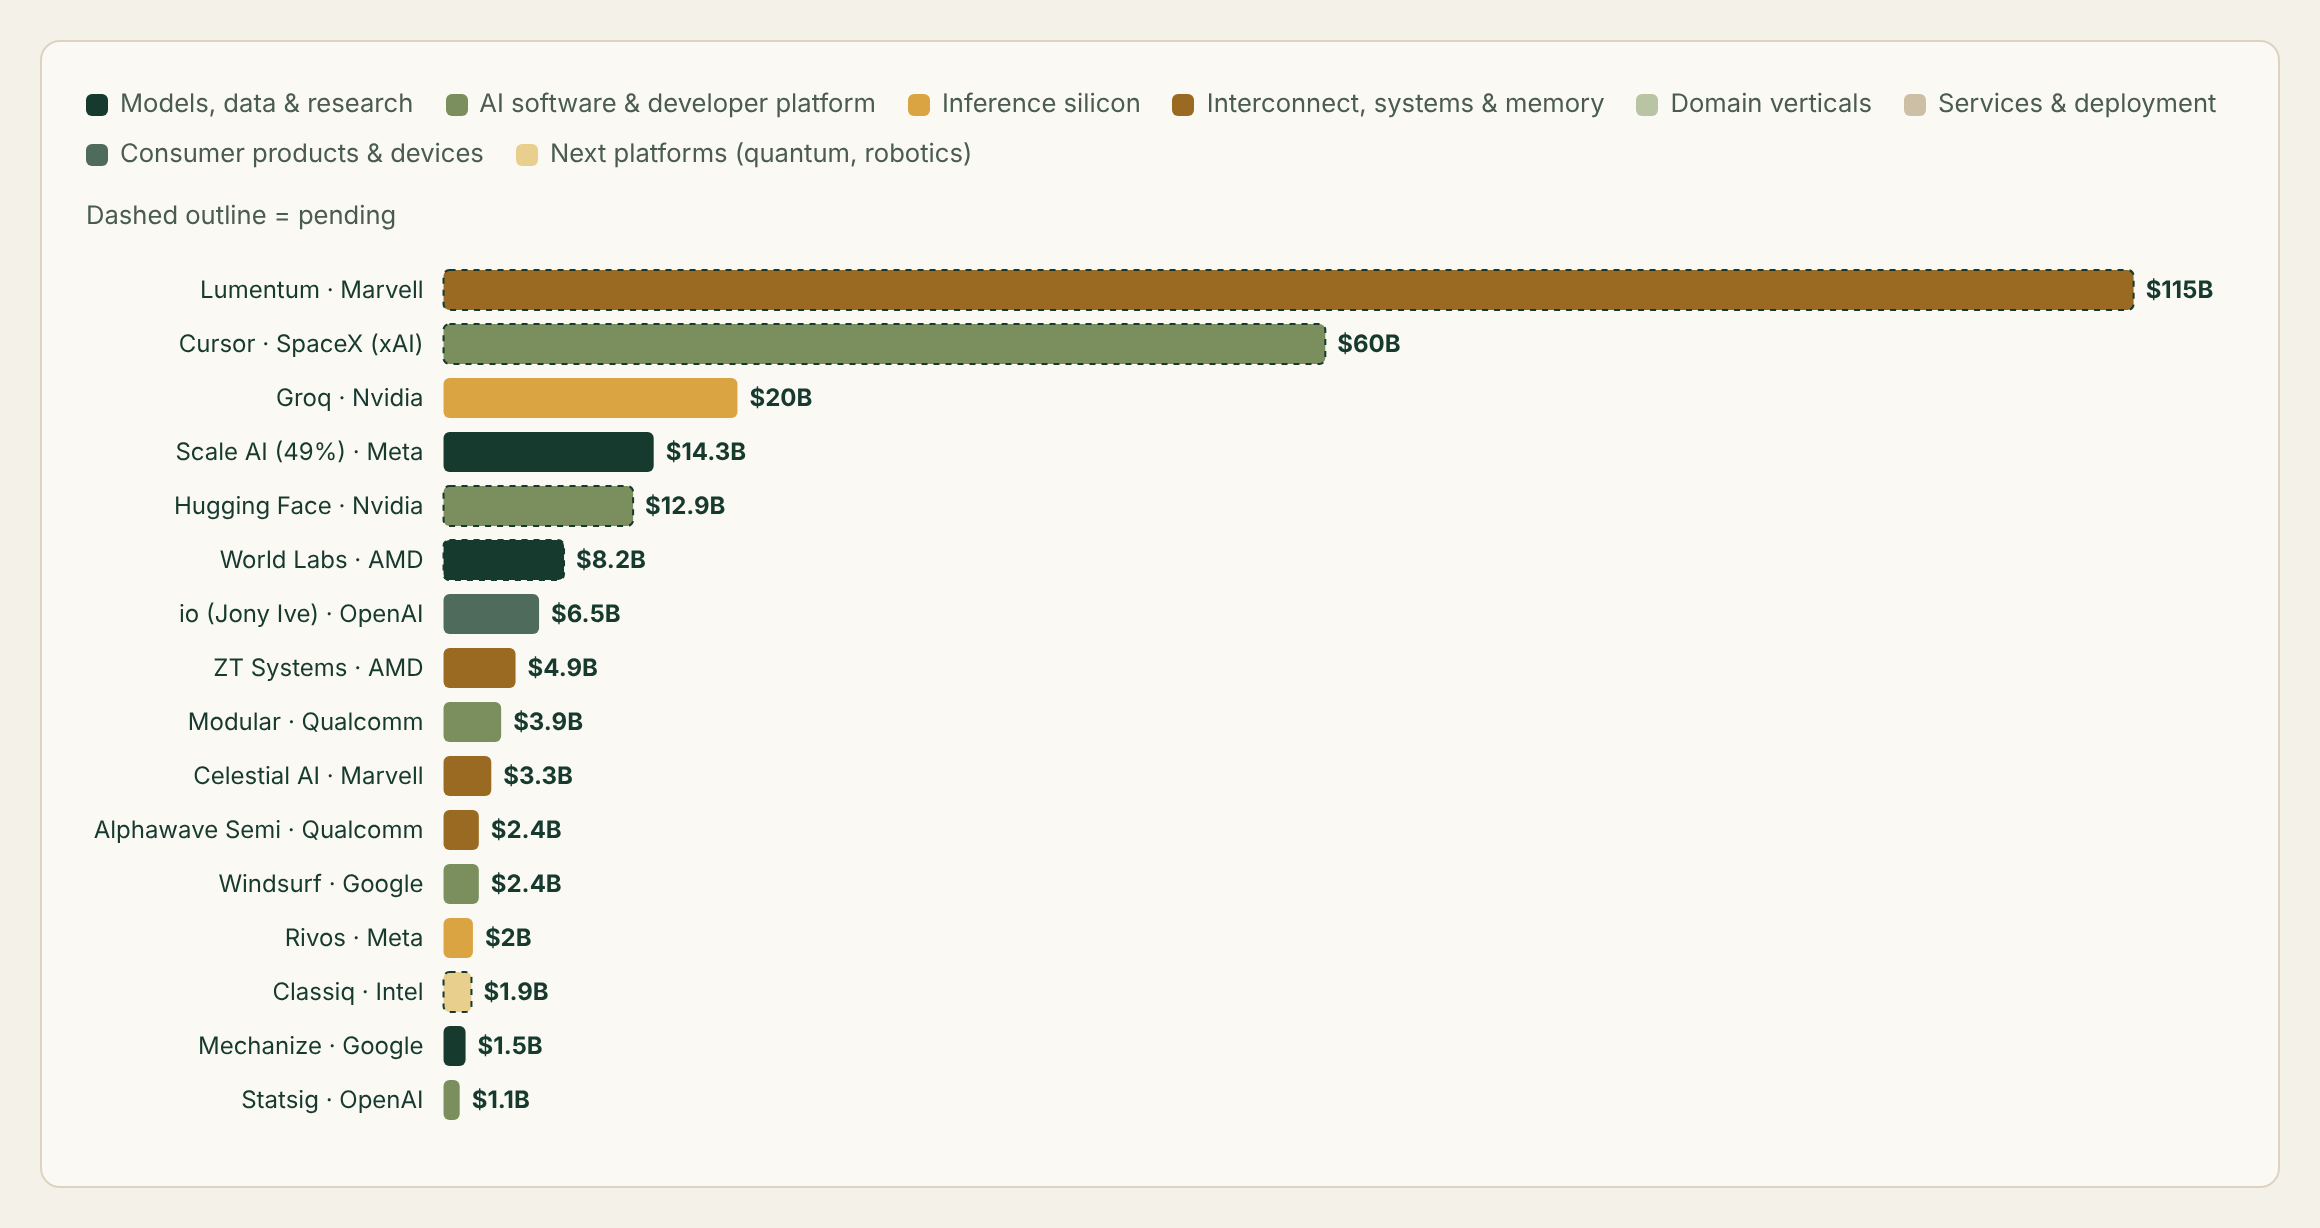 Models, data & research AI software & developer platform Inference silicon Interconnect, systems & memory Domain verticals Services & deployment
Consumer products & devices Next platforms (quantum, robotics)
Dashed outline = pending
Lumentum · Marvell $115B
Cursor · SpaceX (xAI) $60B
Groq · Nvidia $20B
Scale AI (49%) · Meta $14.3B
Hugging Face · Nvidia $12.9B
World Labs · AMD $8.2B
io (Jony Ive) · OpenAI $6.5B
ZT Systems · AMD $4.9B
Modular · Qualcomm $3.9B
Celestial AI · Marvell $3.3B
Alphawave Semi · Qualcomm $2.4B
Windsurf · Google $2.4B
Rivos · Meta $2B
Classiq · Intel $1.9B
Mechanize · Google $1.5B
Statsig · OpenAI $1.1B